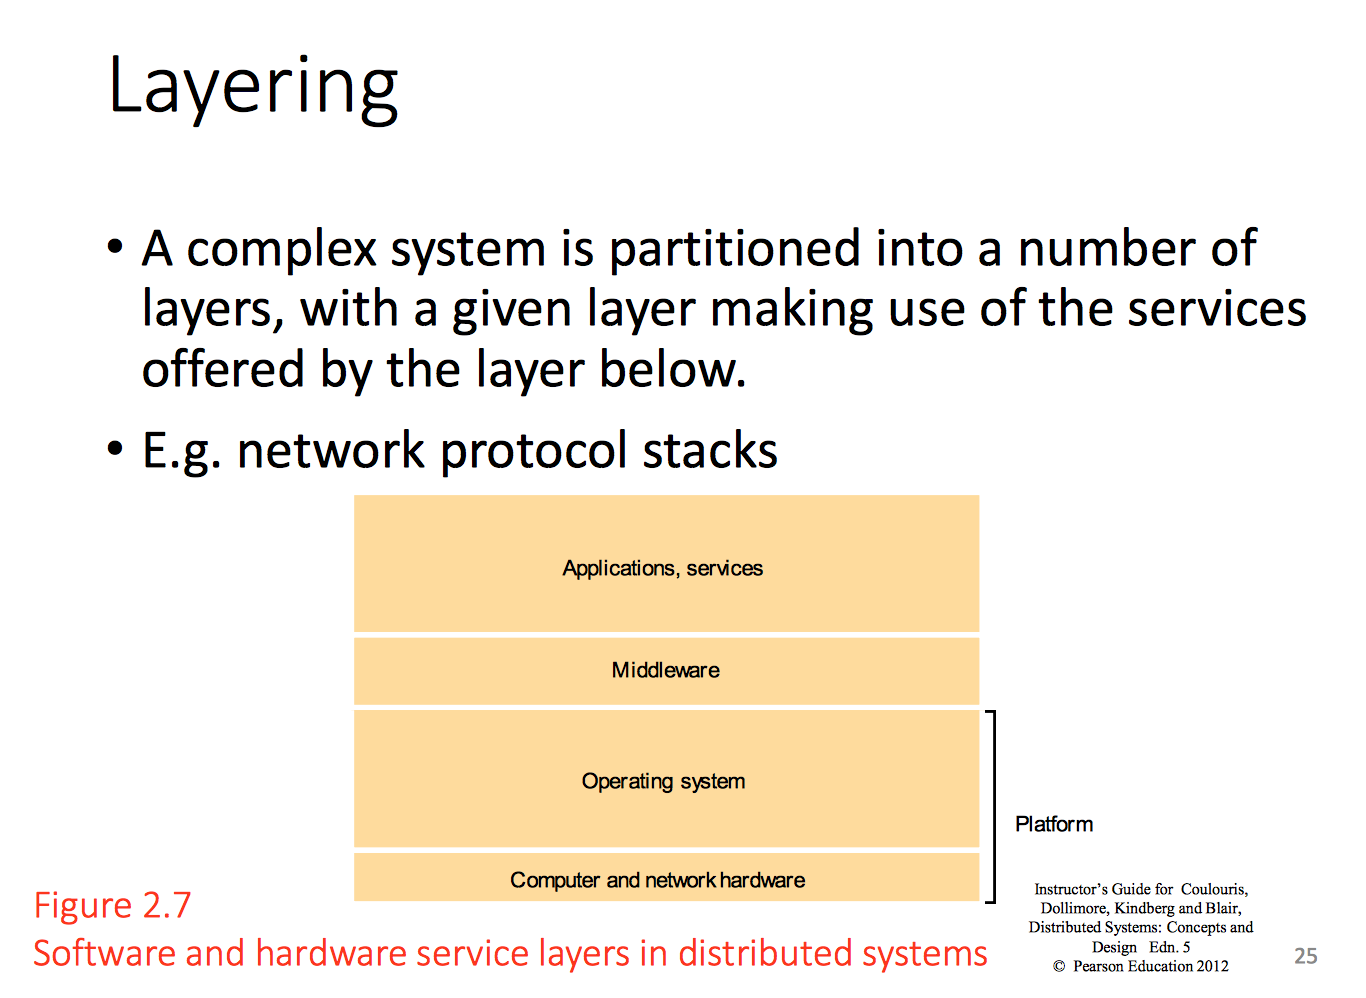 Layering
• A complex system is partitioned into a number of
layers, with a given layer making use of the services
offered by the layer below.
• E.g. network protocol stacks
Applications, services
Middleware
Operating system
Platform
Computer and network hardware
Figure 2.7
Software and hardware service layers in distributed systems
Instructor's Guide for Coulouris,
Dollimore, Kindberg and Blair,
Distributed Systems: Concepts and
Design Edn. 5
© Pearson Education 2012
25